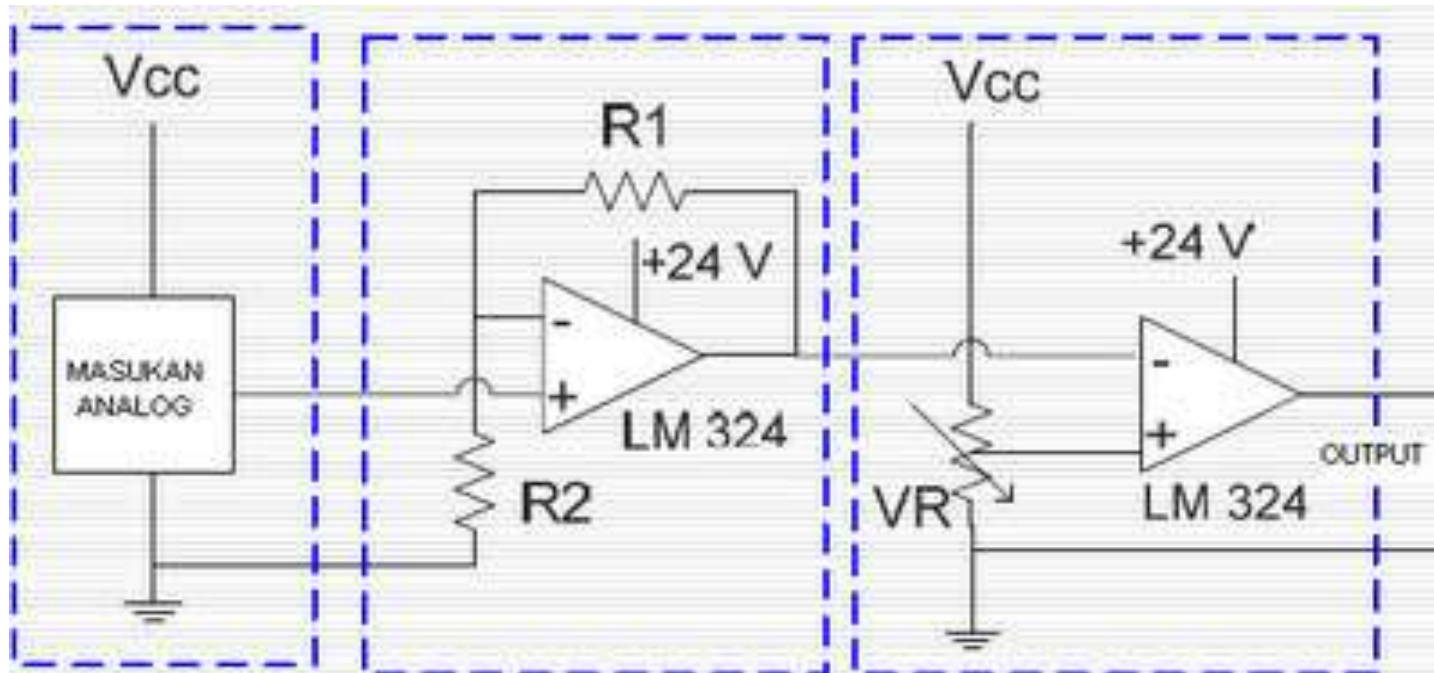 Vcc
MASUKAN
ANALOG
R1
+24 V
-
+
LM 324
R2
Vcc
+24 V
-
+
VR
LM 324
OUTPUT